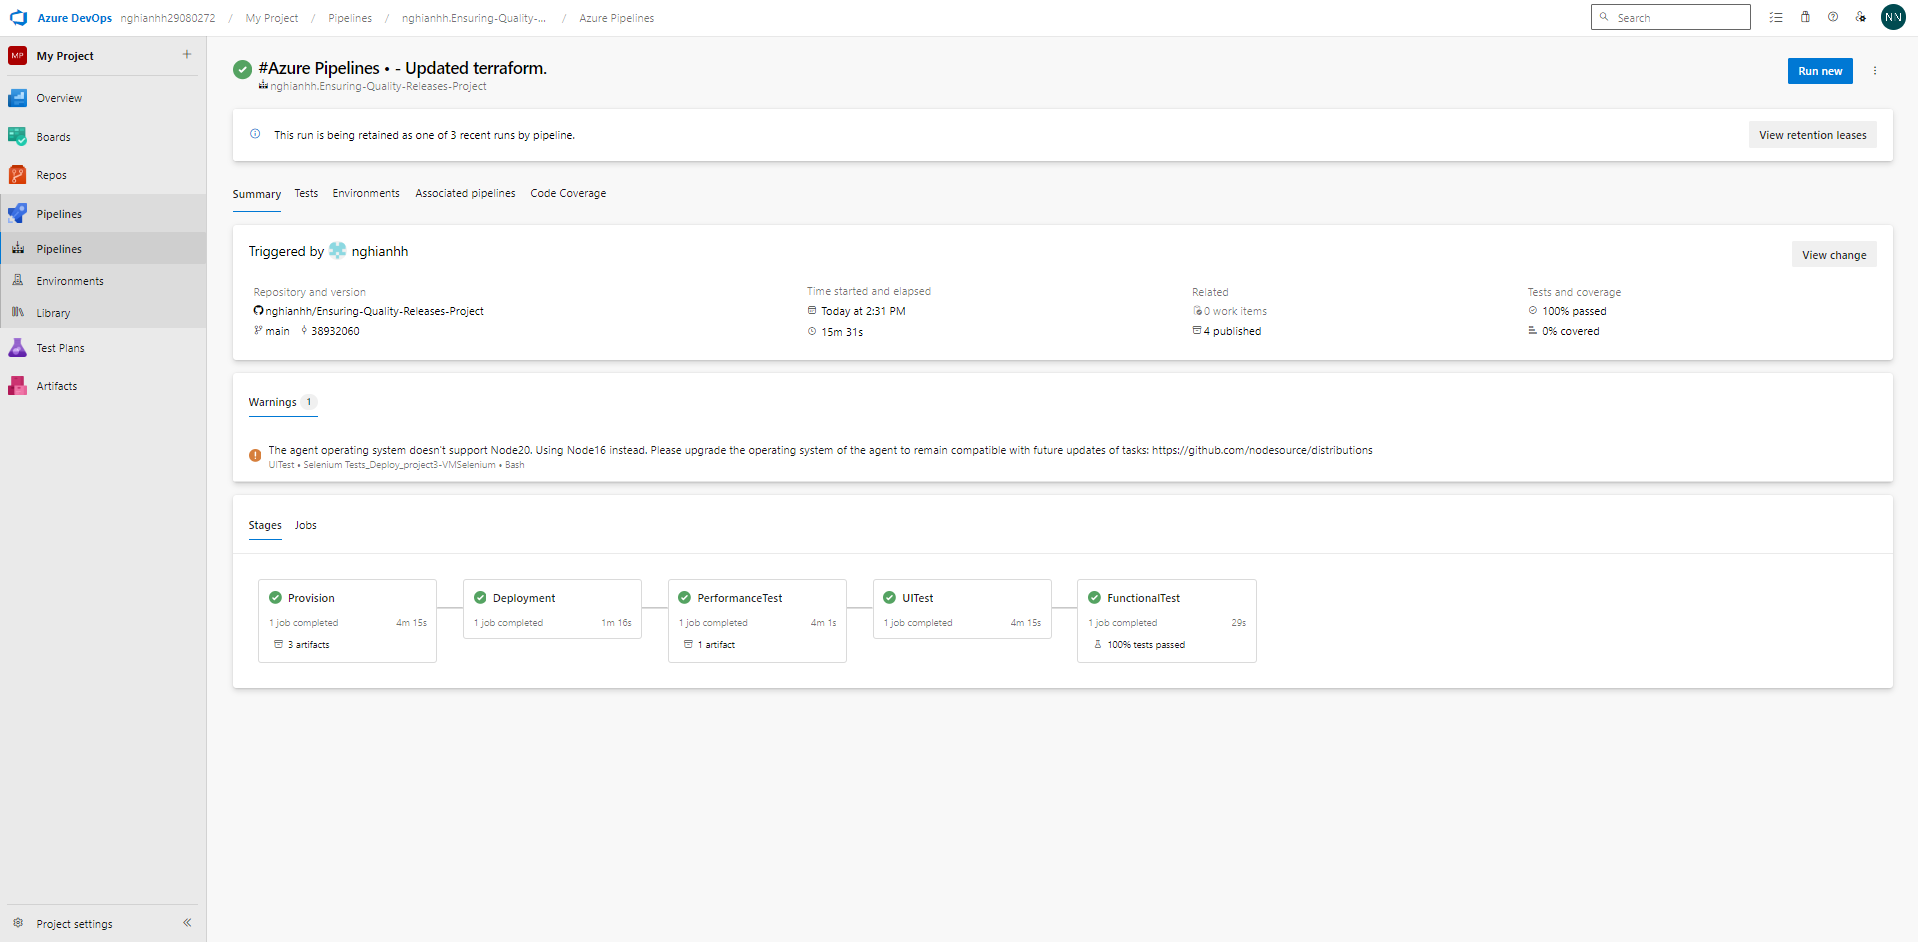 Azure DevOps nghianhh29080272 / My Project / Pipelines / nghianhh.Ensuring-Quality-... / Azure Pipelines
Search
NN
MP My Project +
Overview
Boards
Repos
Pipelines
Pipelines
Environments
Library
Test Plans
Artifacts
Project settings
#Azure Pipelines • - Updated terraform.
nghianhh.Ensuring-Quality-Releases-Project
Run new
This run is being retained as one of 3 recent runs by pipeline.
View retention leases
Summary Tests Environments Associated pipelines Code Coverage
Triggered by nghianhh
View change
Repository and version
nghianhh/Ensuring-Quality-Releases-Project
main 38932060
Time started and elapsed
Today at 2:31 PM
15m 31s
Related
0 work items
4 published
Tests and coverage
100% passed
0% covered
Warnings 1
The agent operating system doesn't support Node20. Using Node16 instead. Please upgrade the operating system of the agent to remain compatible with future updates of tasks: https://github.com/nodesource/distributions
UITest • Selenium Tests_Deploy_project3-VMSelenium • Bash
Stages Jobs
Provision
1 job completed 4m 15s
3 artifacts
Deployment
1 job completed 1m 16s
PerformanceTest
1 job completed 4m 1s
1 artifact
UITest
1 job completed 4m 15s
FunctionalTest
1 job completed 29s
100% tests passed